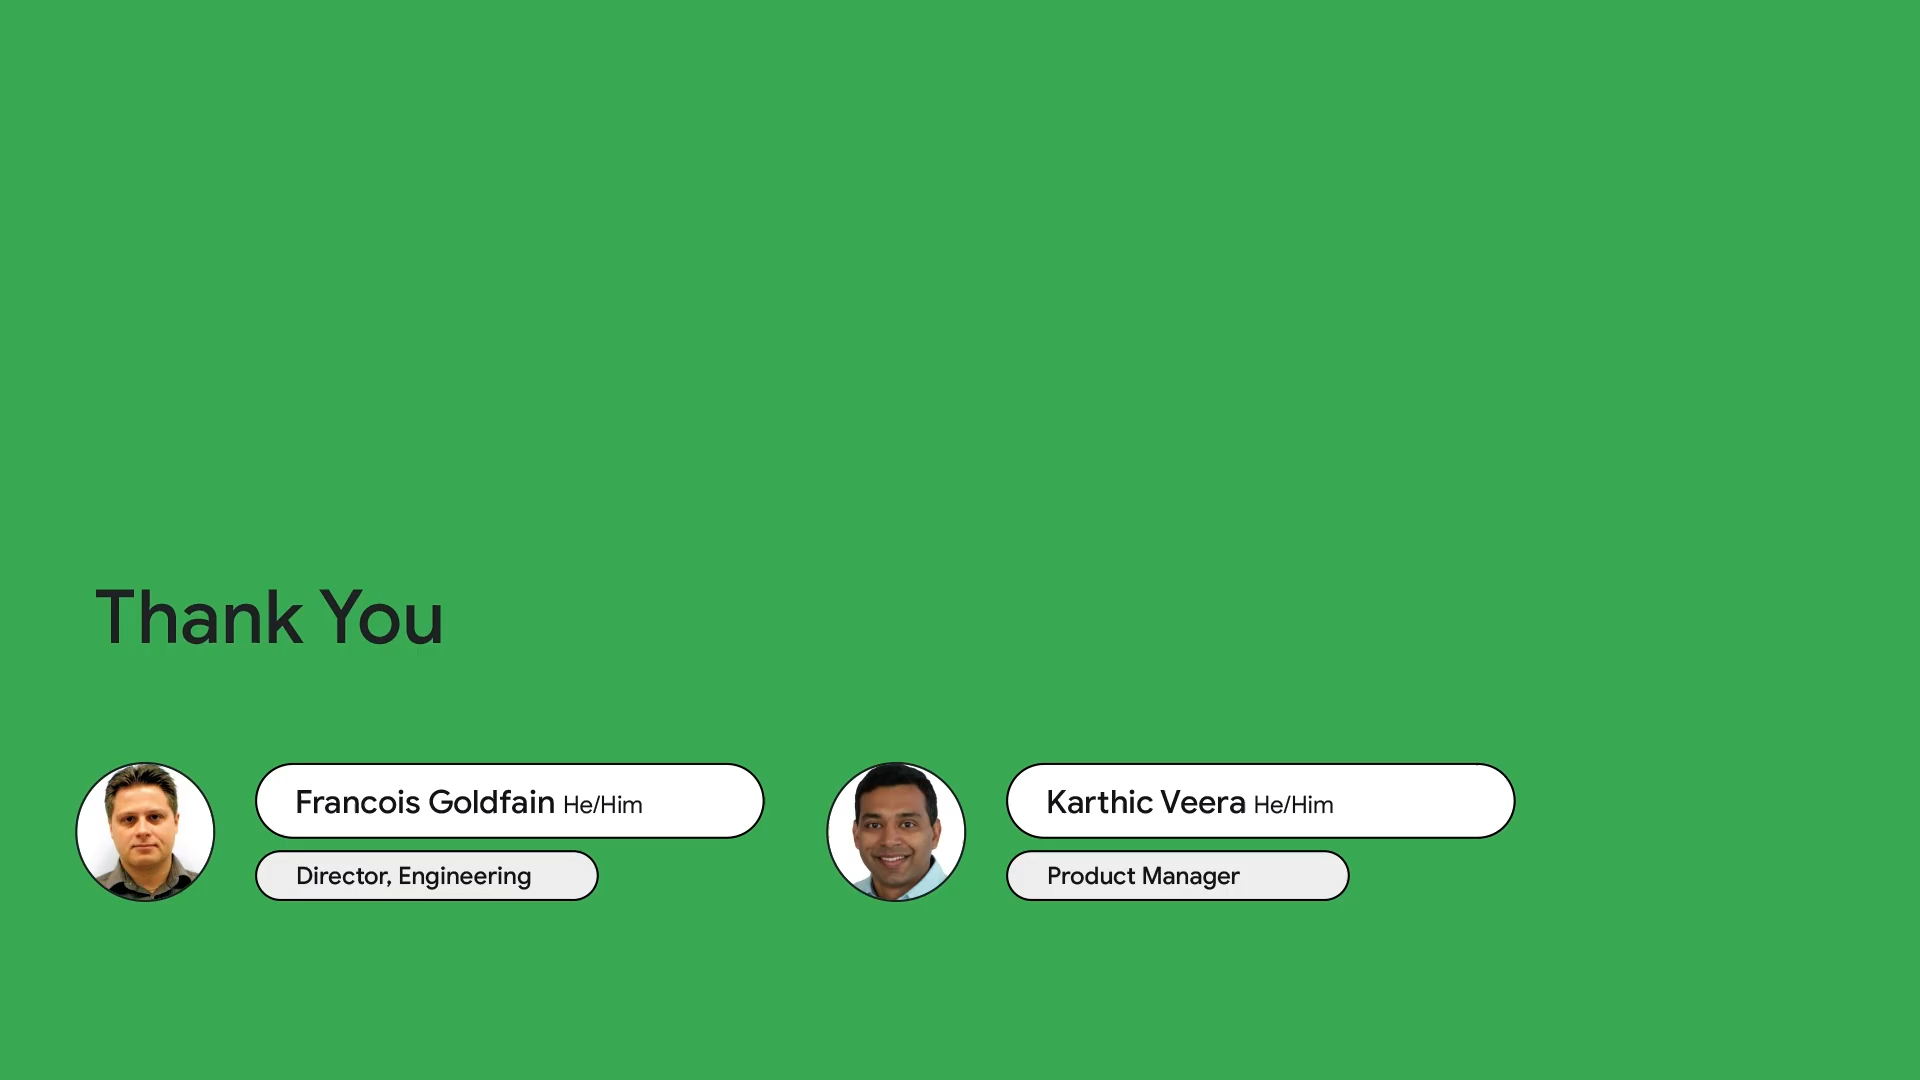 Thank You
Francois Goldfain He/Him
Director, Engineering
Karthic Veera He/Him
Product Manager